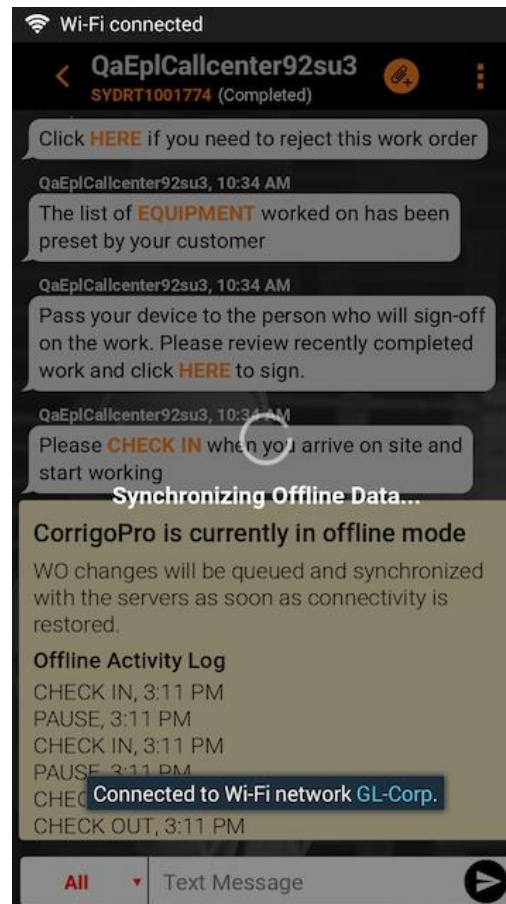 Wi-Fi connected
QaEplCallcenter92su3
SYDRT1001774 (Completed)
Click HERE if you need to reject this work order
QaEplCallcenter92su3, 10:34 AM
The list of EQUIPMENT worked on has been
preset by your customer
QaEplCallcenter92su3, 10:34 AM
Pass your device to the person who will sign-off
on the work. Please review recently completed
work and click HERE to sign.
QaEplCallcenter92su3, 10:34 AM
Please CHECK IN when you arrive on site and
start working
Synchronizing Offline Data...
CorrigoPro is currently in offline mode
WO changes will be queued and synchronized
with the servers as soon as connectivity is
restored.
Offline Activity Log
CHECK IN, 3:11 PM
PAUSE, 3:11 PM
CHECK IN, 3:11 PM
PAUSE, 3:11 PM
Connected to Wi-Fi network GL-Corp.
CHECK OUT, 3:11 PM
All
Text Message